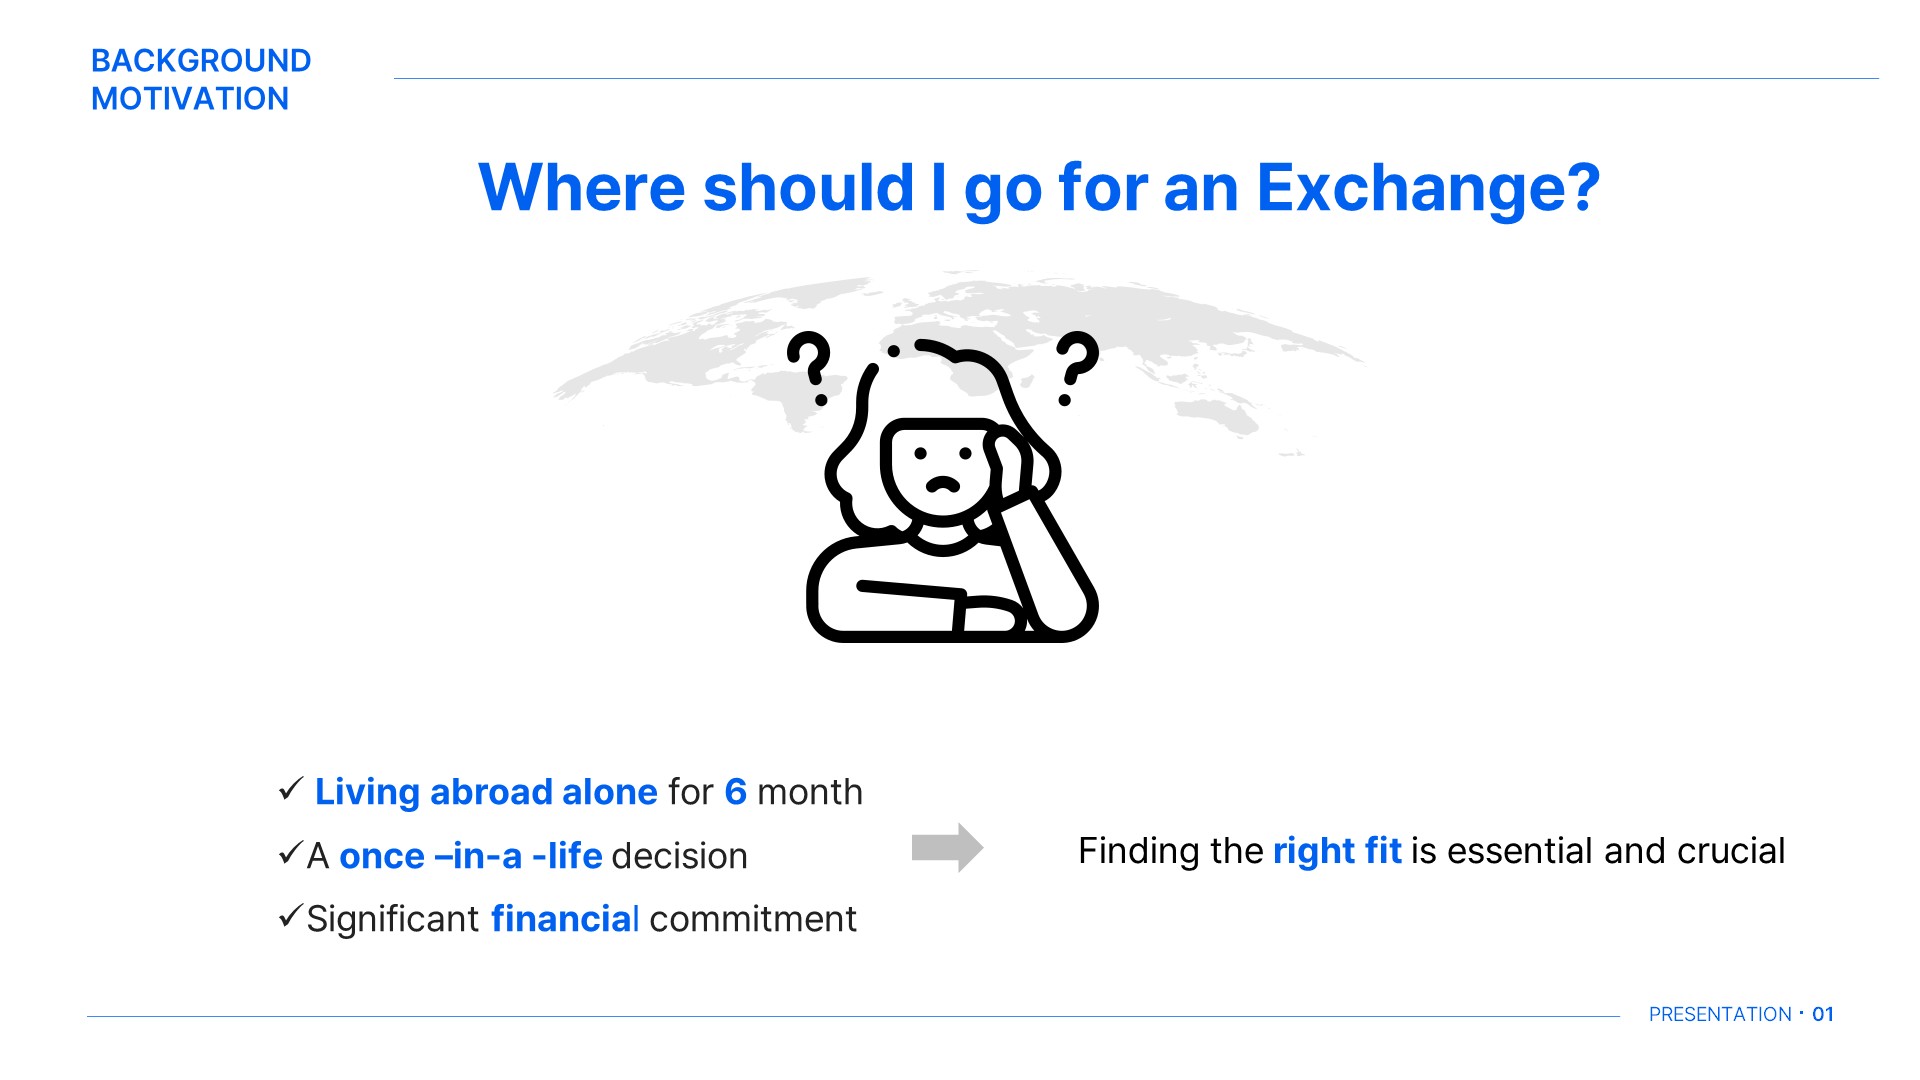 BACKGROUND
MOTIVATION
Where should I go for an Exchange?
? ?
✓ Living abroad alone for 6 month
✓A once –in-a -life decision
✓Significant financial commitment
Finding the right fit is essential and crucial
PRESENTATION · 01